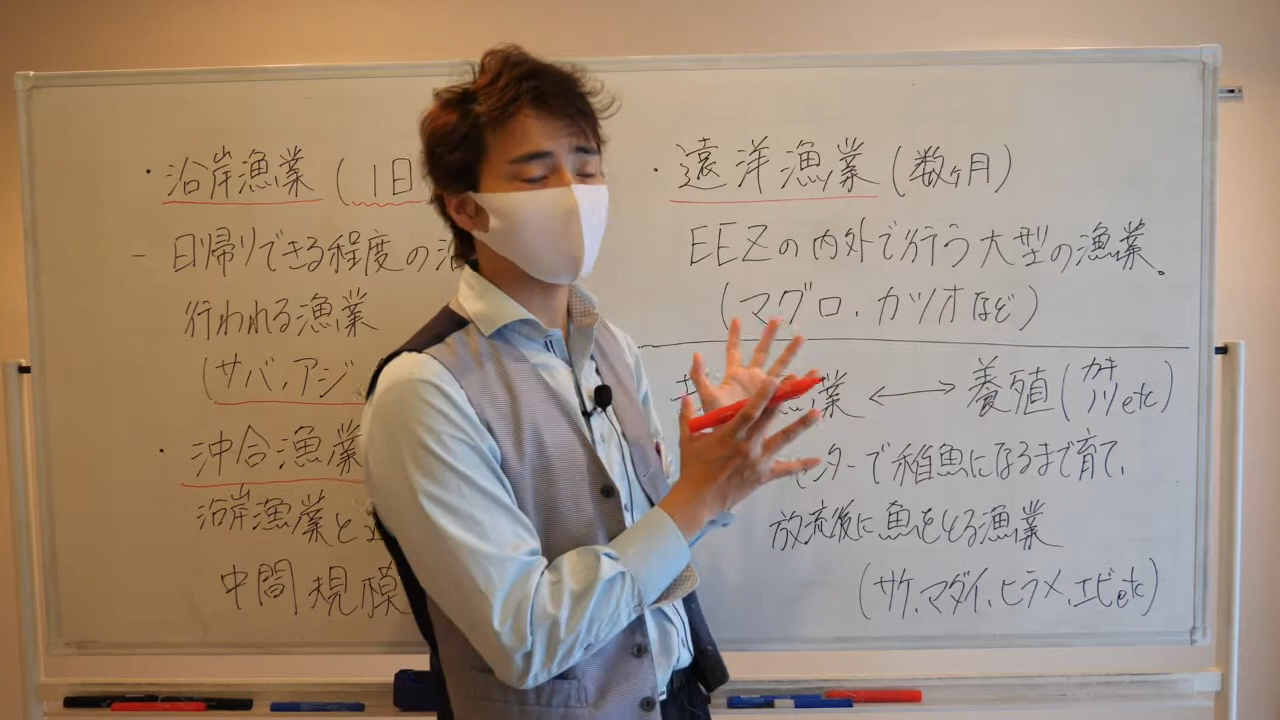 ・沿岸漁業(1日
- 日帰りできる程度の沿
行われる漁業
(サバ、アジ
・沖合漁業
沿岸漁業と遠
中間規模
・遠洋漁業(数ヶ月)
EEZの内外で行う大型の漁業。
(マグロ、カツオなど)
業 ⟷ 養殖(カキ ノリ etc)
ンターで稚魚になるまで育て、
放流後に魚をとる漁業
(サケ、マダイ、ヒラメ、エビetc)